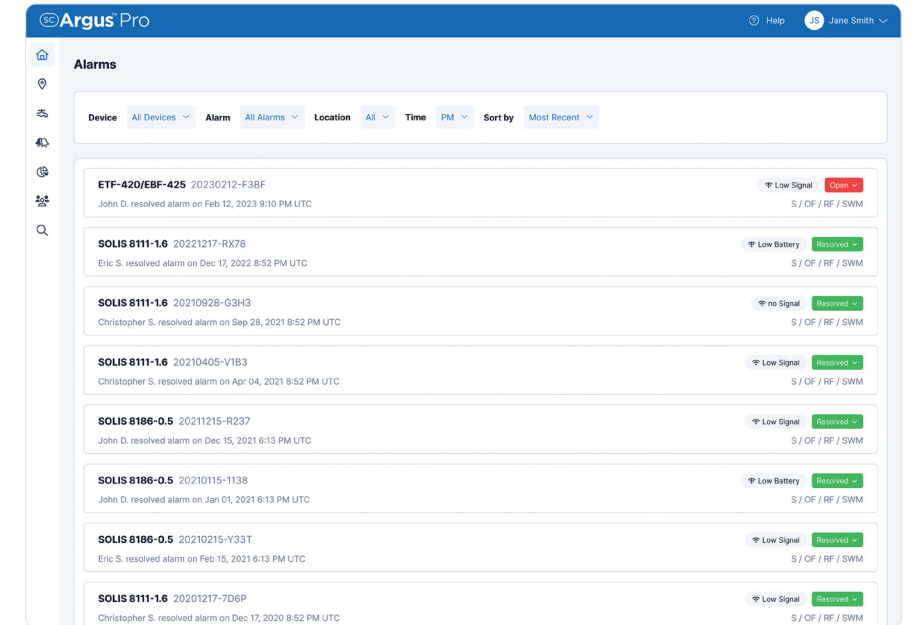 SC Argus™ Pro
Help
JS Jane Smith
Alarms
Device All Devices Alarm All Alarms Location All Time PM Sort by Most Recent
ETF-420/EBF-425 20230212-F3BF Low Signal Open
John D. resolved alarm on Feb 12, 2023 9:10 PM UTC S / OF / RF / SWM
SOLIS 8111-1.6 20221217-RX78 Low Battery Resolved
Eric S. resolved alarm on Dec 17, 2022 8:52 PM UTC S / OF / RF / SWM
SOLIS 8111-1.6 20210928-G3H3 no Signal Resolved
Christopher S. resolved alarm on Sep 28, 2021 8:52 PM UTC S / OF / RF / SWM
SOLIS 8111-1.6 20210405-V1B3 Low Signal Resolved
Christopher S. resolved alarm on Apr 04, 2021 8:52 PM UTC S / OF / RF / SWM
SOLIS 8186-0.5 20211215-R237 Low Signal Resolved
John D. resolved alarm on Dec 15, 2021 6:13 PM UTC S / OF / RF / SWM
SOLIS 8186-0.5 20210115-1138 Low Battery Resolved
John D. resolved alarm on Jan 01, 2021 6:13 PM UTC S / OF / RF / SWM
SOLIS 8186-0.5 20210215-Y33T Low Signal Resolved
Eric S. resolved alarm on Feb 15, 2021 6:13 PM UTC S / OF / RF / SWM
SOLIS 8111-1.6 20201217-7D6P Low Signal Resolved
Christopher S. resolved alarm on Dec 17, 2020 8:52 PM UTC S / OF / RF / SWM